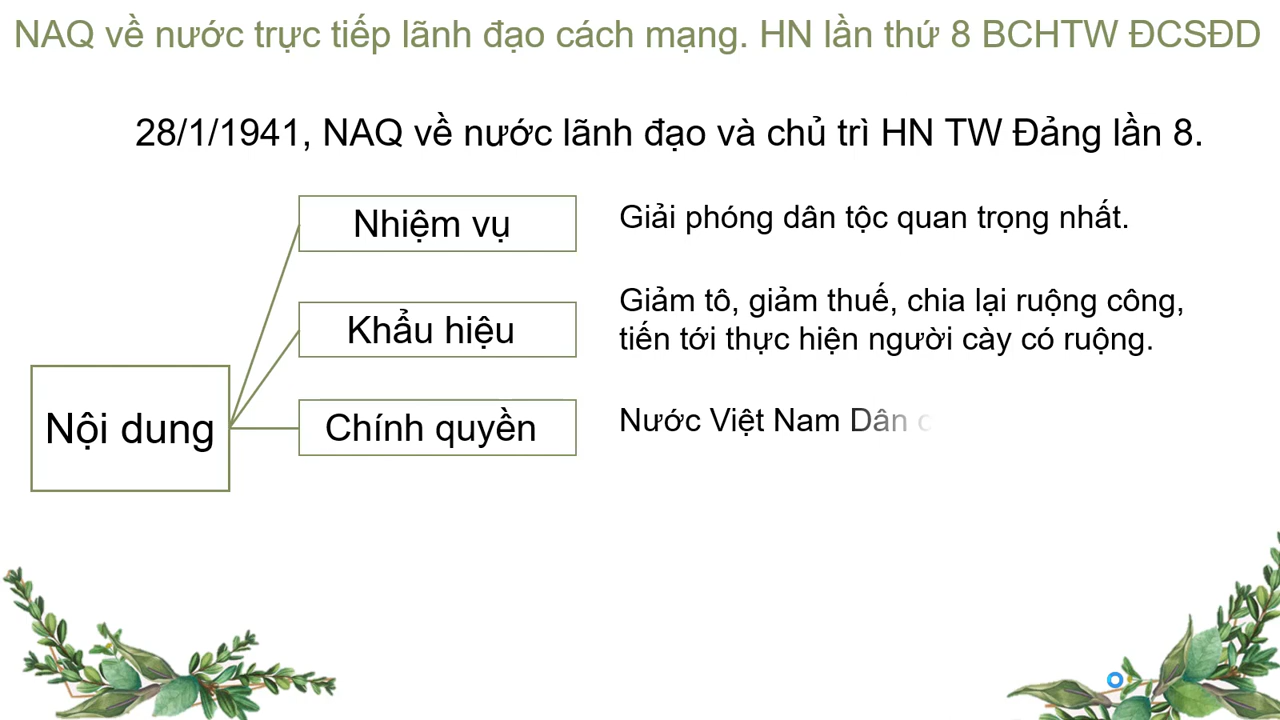 NAQ về nước trực tiếp lãnh đạo cách mạng. HN lần thứ 8 BCHTW ĐCSĐD
28/1/1941, NAQ về nước lãnh đạo và chủ trì HN TW Đảng lần 8.
Nhiệm vụ
Giải phóng dân tộc quan trọng nhất.
Khẩu hiệu
Giảm tô, giảm thuế, chia lại ruộng công,
tiến tới thực hiện người cày có ruộng.
Nội dung
Chính quyền
Nước Việt Nam Dân